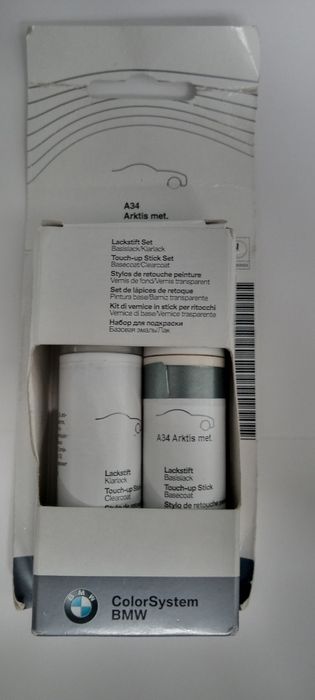 A34
Arktis met.
Lackstift Set
Basislack/Klarlack
Touch-up Stick Set
Basecoat/Clearcoat
Stylos de retouche peinture
Vernis de fond/Vernis transparent
Set de lápices de retoque
Pintura base/Barniz transparente
Kit di vernice in stick per ritocchi
Vernice di base/Vernice trasparente
Набор для подкраски
Базовая эмаль/Лак
Lackstift
Klarlack
Touch-up Stick
Clearcoat
Stylo de retouche
A34 Arktis met.
Lackstift
Basislack
Touch-up Stick
Basecoat
Stylo de retouche
BMW
ColorSystem
BMW